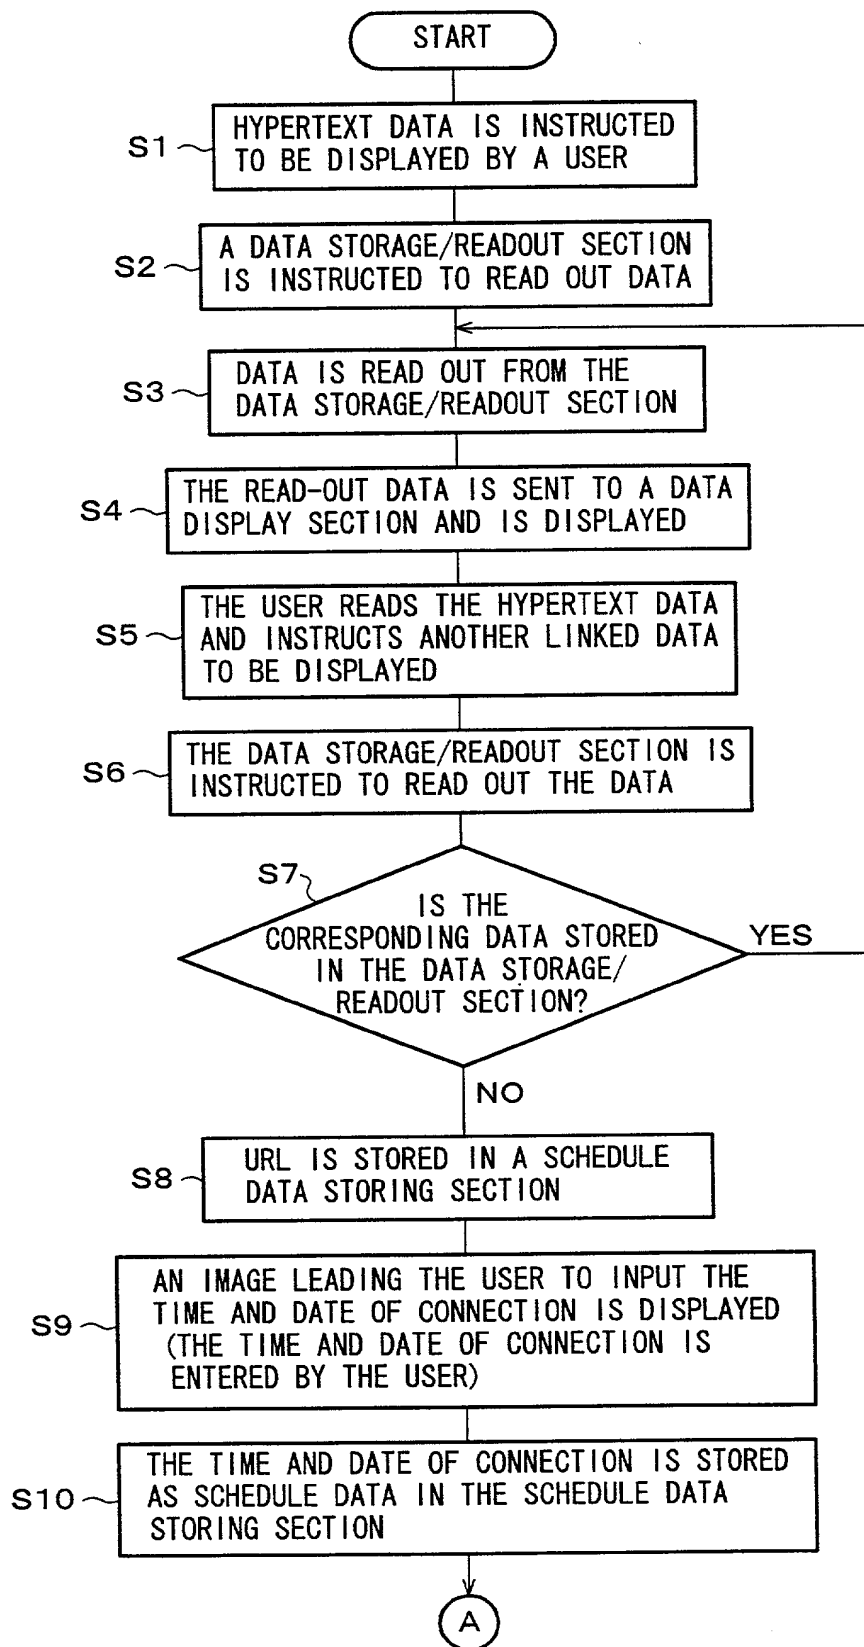 START
S1
HYPERTEXT DATA IS INSTRUCTED
TO BE DISPLAYED BY A USER
S2
A DATA STORAGE/READOUT SECTION
IS INSTRUCTED TO READ OUT DATA
S3
DATA IS READ OUT FROM THE
DATA STORAGE/READOUT SECTION
S4
THE READ-OUT DATA IS SENT TO A DATA
DISPLAY SECTION AND IS DISPLAYED
S5
THE USER READS THE HYPERTEXT DATA
AND INSTRUCTS ANOTHER LINKED DATA
TO BE DISPLAYED
S6
THE DATA STORAGE/READOUT SECTION IS
INSTRUCTED TO READ OUT THE DATA
S7
IS THE
CORRESPONDING DATA STORED
IN THE DATA STORAGE/
READOUT SECTION?
YES
NO
S8
URL IS STORED IN A SCHEDULE
DATA STORING SECTION
S9
AN IMAGE LEADING THE USER TO INPUT THE
TIME AND DATE OF CONNECTION IS DISPLAYED
(THE TIME AND DATE OF CONNECTION IS
ENTERED BY THE USER)
S10
THE TIME AND DATE OF CONNECTION IS STORED
AS SCHEDULE DATA IN THE SCHEDULE DATA
STORING SECTION
A